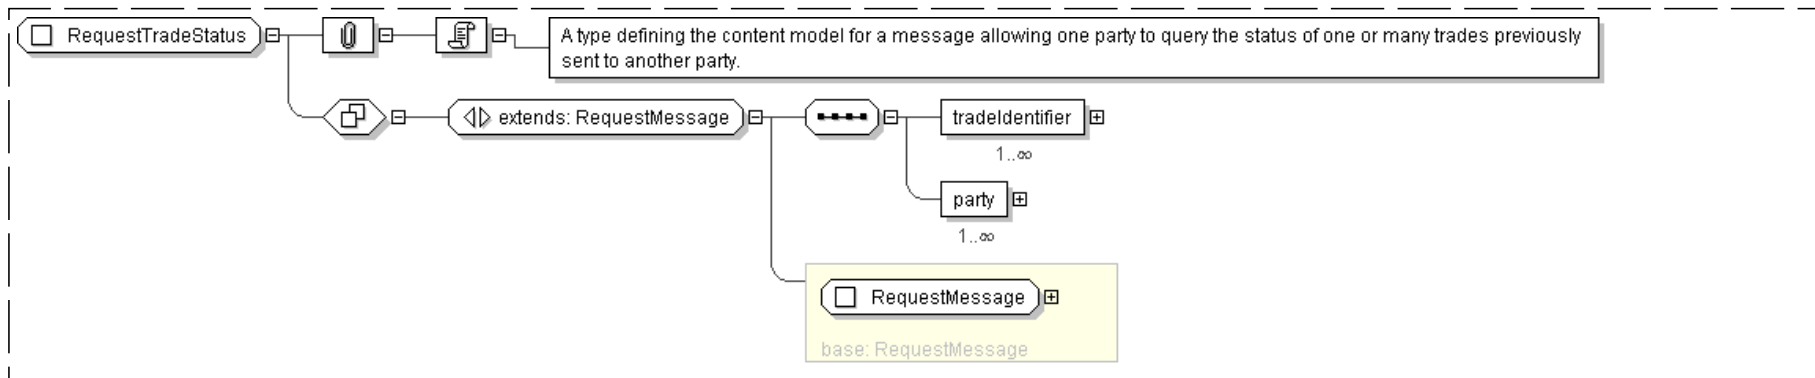 RequestTradeStatus
A type defining the content model for a message allowing one party to query the status of one or many trades previously
sent to another party.
extends: RequestMessage
tradeIdentifier
1..∞
party
1..∞
RequestMessage
base: RequestMessage